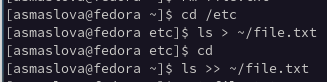 [asmaslova@fedora ~]$ cd /etc
[asmaslova@fedora etc]$ ls > ~/file.txt
[asmaslova@fedora etc]$ cd
[asmaslova@fedora ~]$ ls >> ~/file.txt